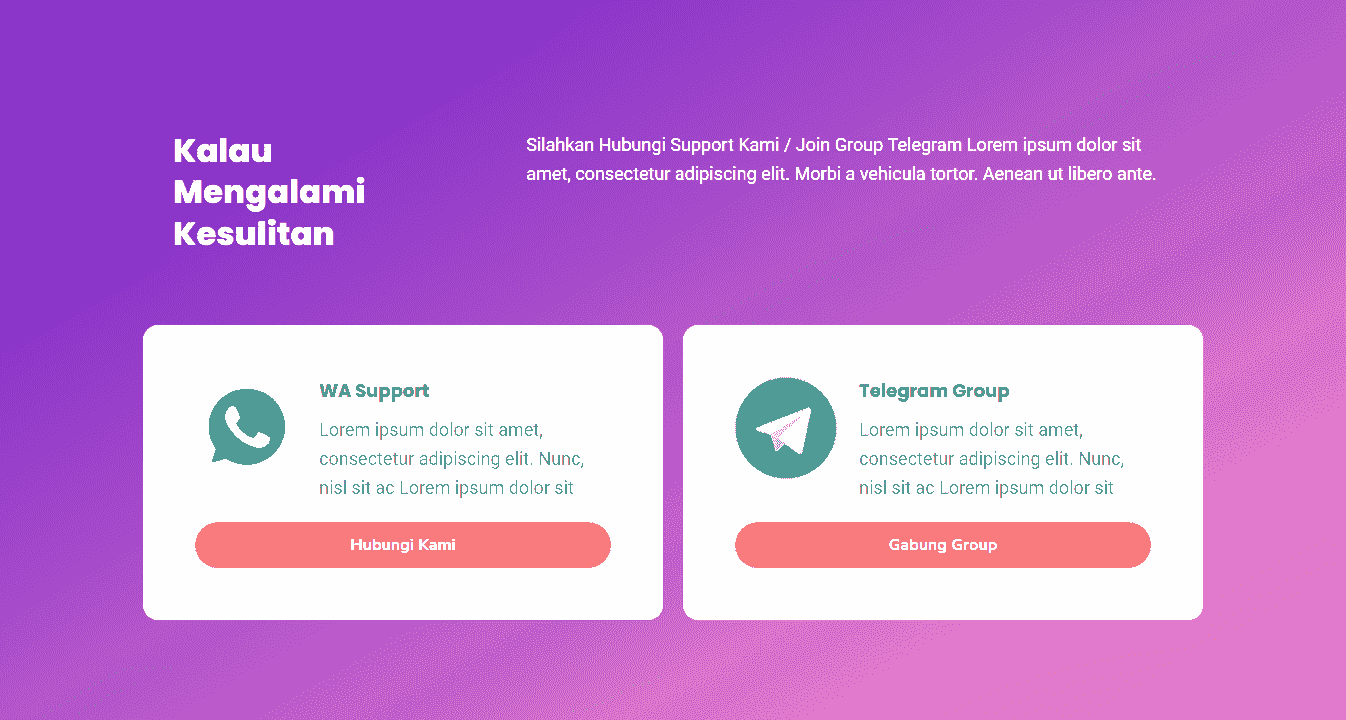 Kalau
Mengalami
Kesulitan
Silahkan Hubungi Support Kami / Join Group Telegram Lorem ipsum dolor sit
amet, consectetur adipiscing elit. Morbi a vehicula tortor. Aenean ut libero ante.
WA Support
Lorem ipsum dolor sit amet,
consectetur adipiscing elit. Nunc,
nisl sit ac Lorem ipsum dolor sit
Hubungi Kami
Telegram Group
Lorem ipsum dolor sit amet,
consectetur adipiscing elit. Nunc,
nisl sit ac Lorem ipsum dolor sit
Gabung Group